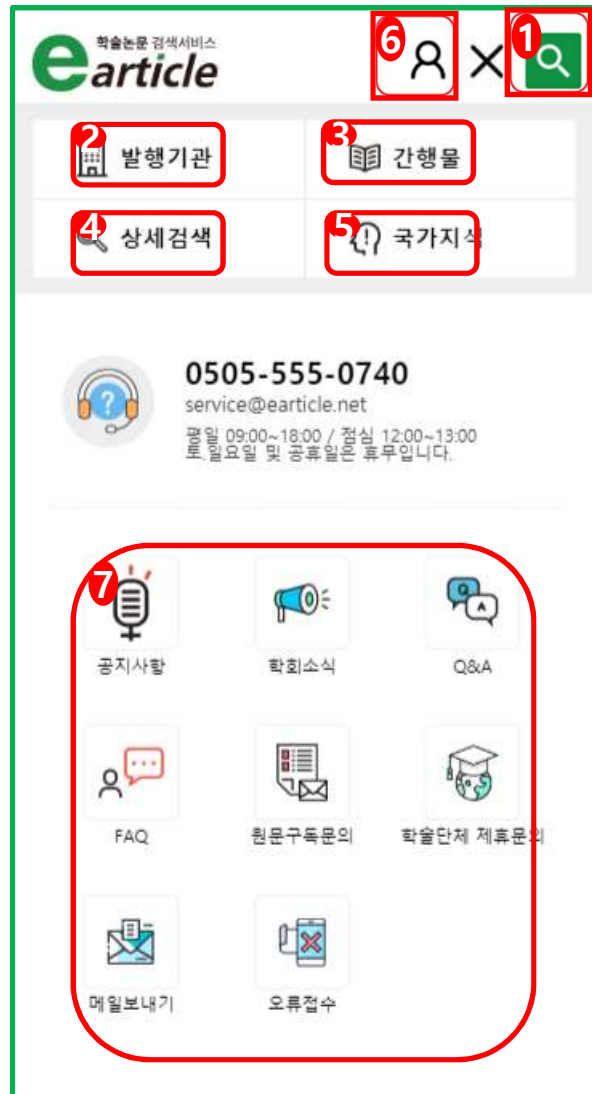 학술논문 검색서비스
earticle
6
1
2 발행기관
3 간행물
4 상세검색
5 국가지식
0505-555-0740
service@earticle.net
평일 09:00~18:00 / 점심 12:00~13:00
토.일요일 및 공휴일은 휴무입니다.
7
공지사항
학회소식
Q&A
FAQ
원문구독문의
학술단체 제휴문의
메일보내기
오류접수